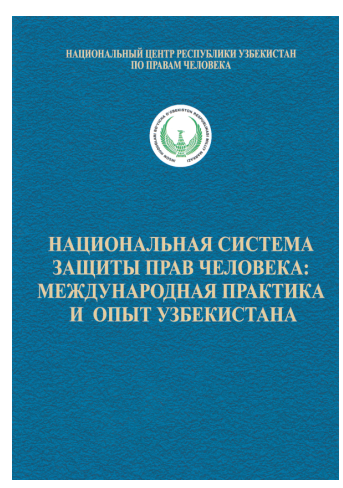 НАЦИОНАЛЬНЫЙ ЦЕНТР РЕСПУБЛИКИ УЗБЕКИСТАН
ПО ПРАВАМ ЧЕЛОВЕКА
НАЦИОНАЛЬНАЯ СИСТЕМА
ЗАЩИТЫ ПРАВ ЧЕЛОВЕКА:
МЕЖДУНАРОДНАЯ ПРАКТИКА
И ОПЫТ УЗБЕКИСТАНА